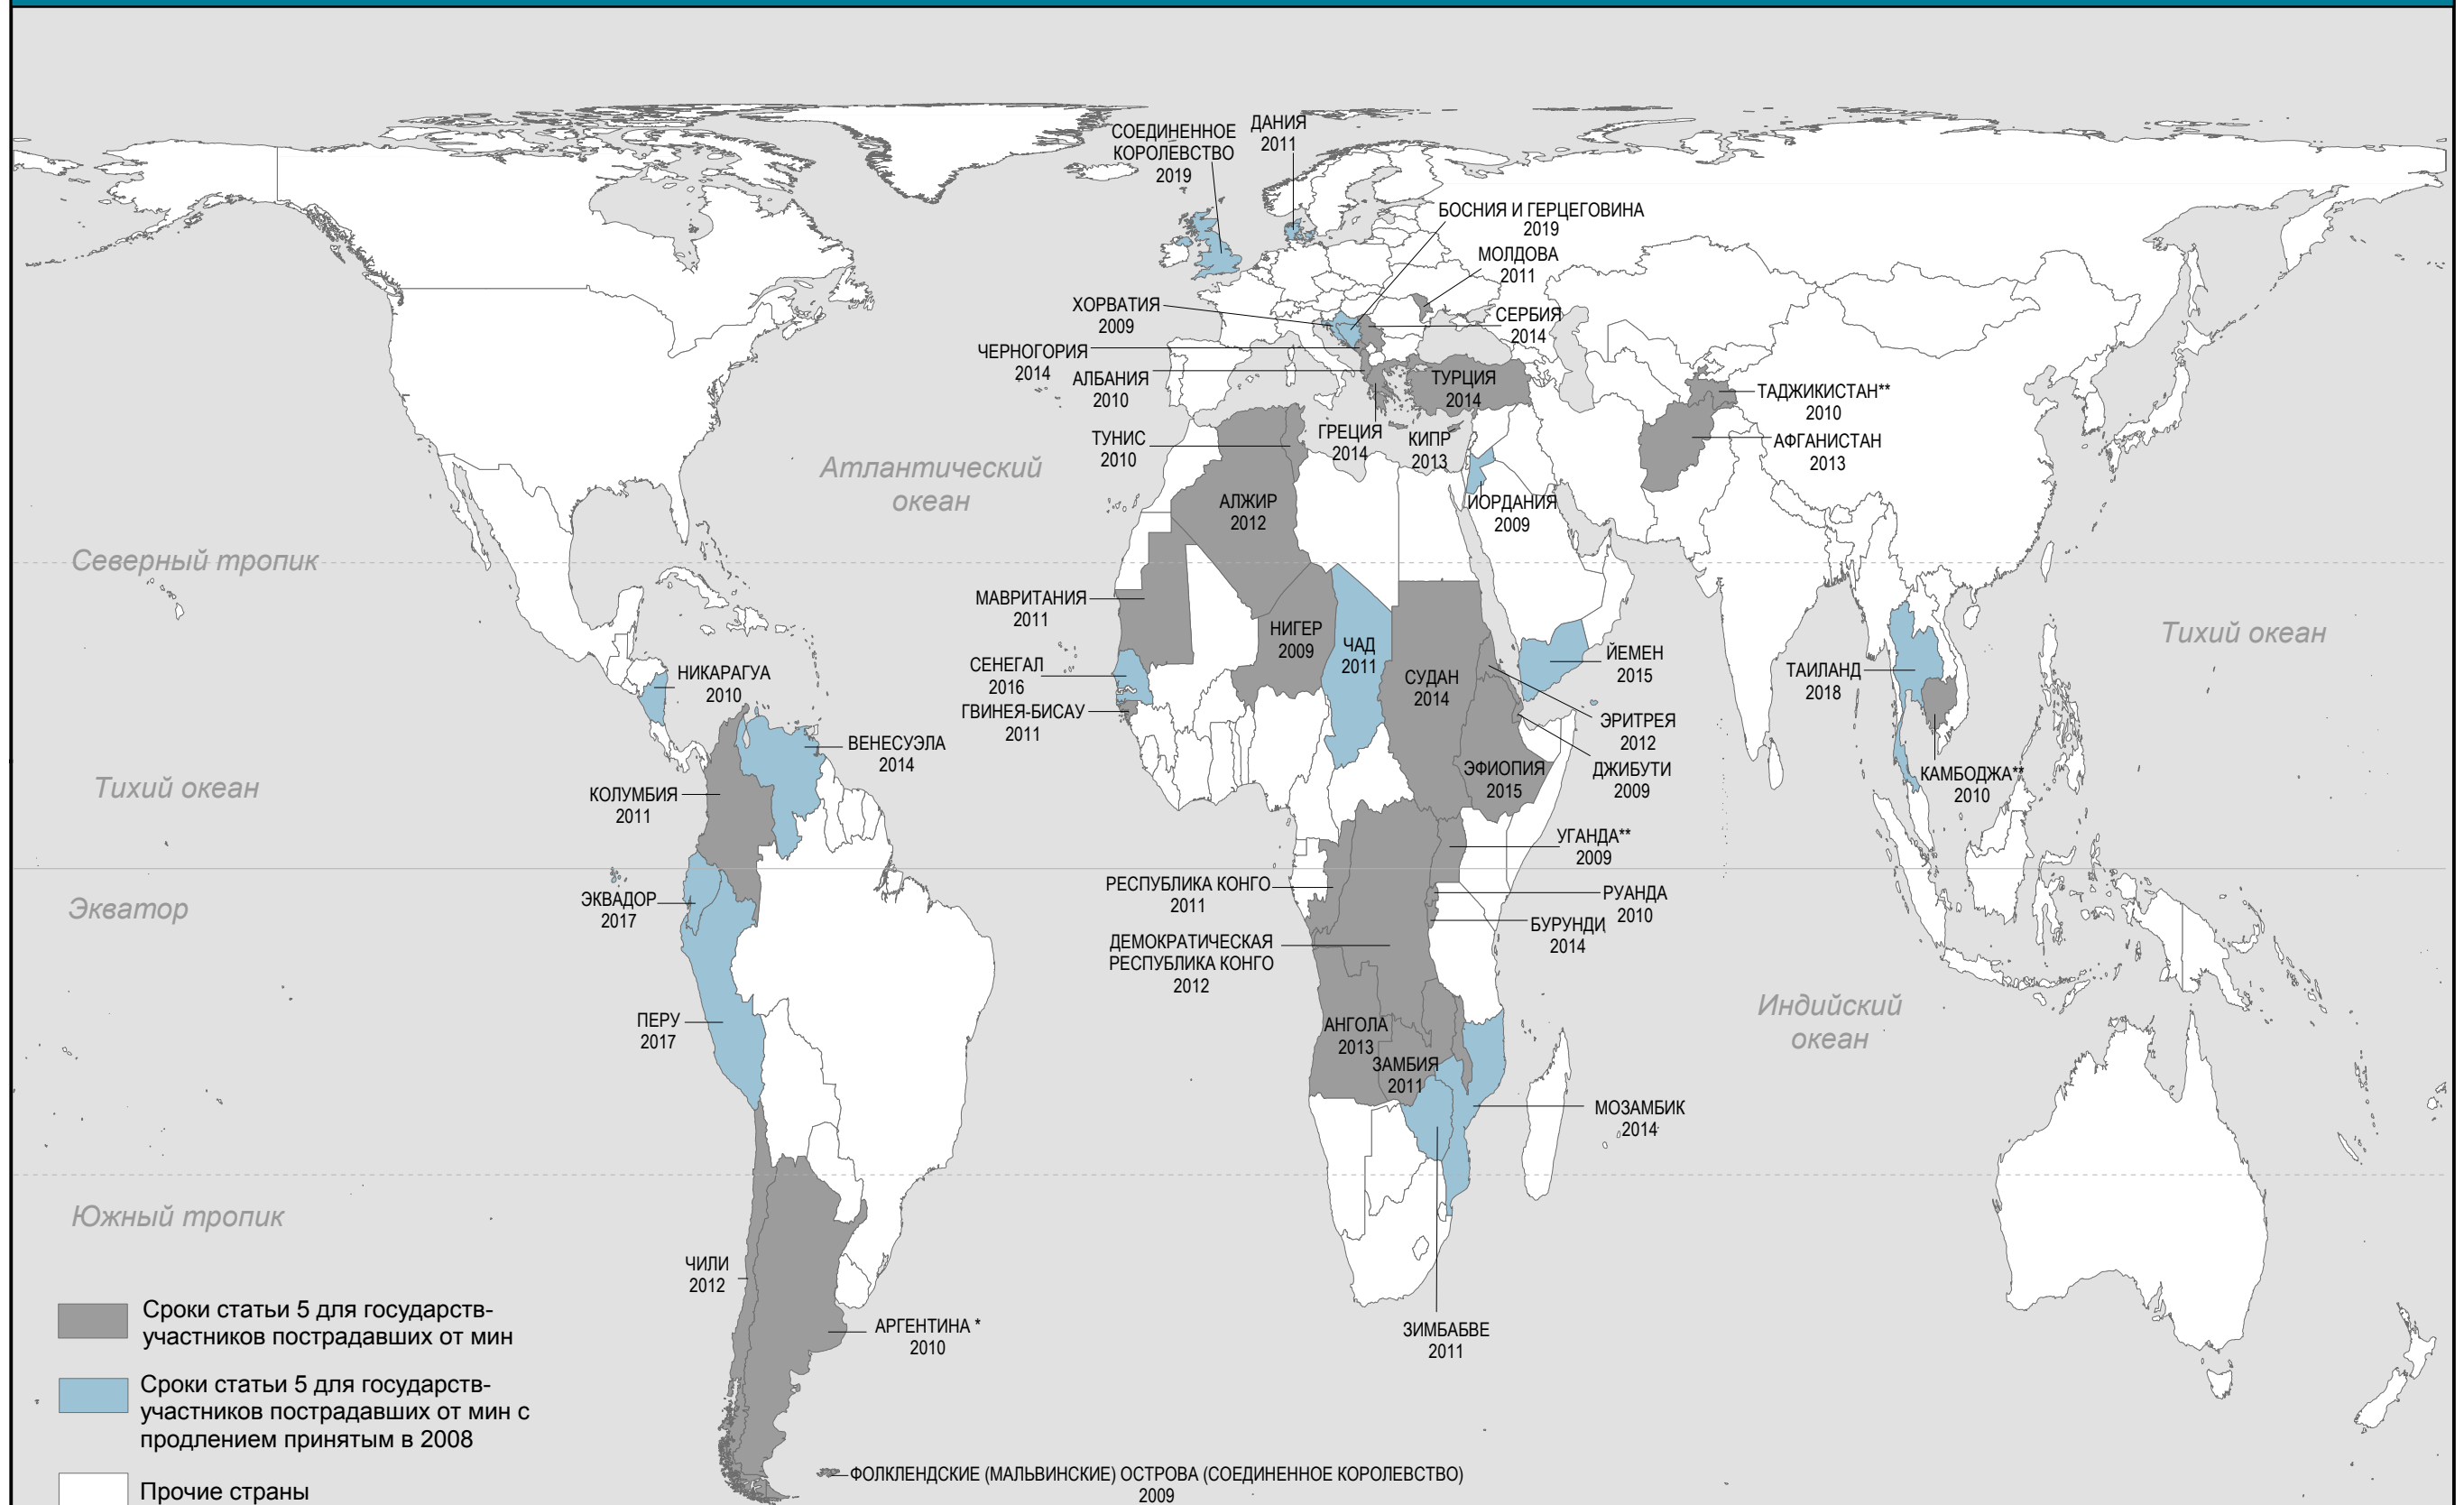 СОЕДИНЕННОЕ
КОРОЛЕВСТВО
2019
ДАНИЯ
2011
БОСНИЯ И ГЕРЦЕГОВИНА
2019
МОЛДОВА
2011
ХОРВАТИЯ
2009
СЕРБИЯ
2014
ЧЕРНОГОРИЯ
2014
АЛБАНИЯ
2010
ТУРЦИЯ
2014
ТАДЖИКИСТАН**
2010
ТУНИС
2010
ГРЕЦИЯ
2014
КИПР
2013
АФГАНИСТАН
2013
Атлантический
океан
АЛЖИР
2012
ИОРДАНИЯ
2009
Северный тропик
МАВРИТАНИЯ
2011
НИГЕР
2009
ЧАД
2011
СУДАН
2014
ЙЕМЕН
2015
Тихий океан
СЕНЕГАЛ
2016
НИКАРАГУА
2010
ТАИЛАНД
2018
ГВИНЕЯ-БИСАУ
2011
ЭРИТРЕЯ
2012
ВЕНЕСУЭЛА
2014
ЭФИОПИЯ
2015
ДЖИБУТИ
2009
КАМБОДЖА**
2010
Тихий океан
КОЛУМБИЯ
2011
УГАНДА**
2009
РЕСПУБЛИКА КОНГО
2011
РУАНДА
2010
ЭКВАДОР
2017
Экватор
БУРУНДИ
2014
ДЕМОКРАТИЧЕСКАЯ
РЕСПУБЛИКА КОНГО
2012
Индийский
океан
ПЕРУ
2017
АНГОЛА
2013
ЗАМБИЯ
2011
МОЗАМБИК
2014
Южный тропик
ЧИЛИ
2012
АРГЕНТИНА *
2010
ЗИМБАБВЕ
2011
Сроки статьи 5 для государств-
участников пострадавших от мин
Сроки статьи 5 для государств-
участников пострадавших от мин с
продлением принятым в 2008
Прочие страны
ФОЛКЛЕНДСКИЕ (МАЛЬВИНСКИЕ) ОСТРОВА (СОЕДИНЕННОЕ КОРОЛЕВСТВО)
2009